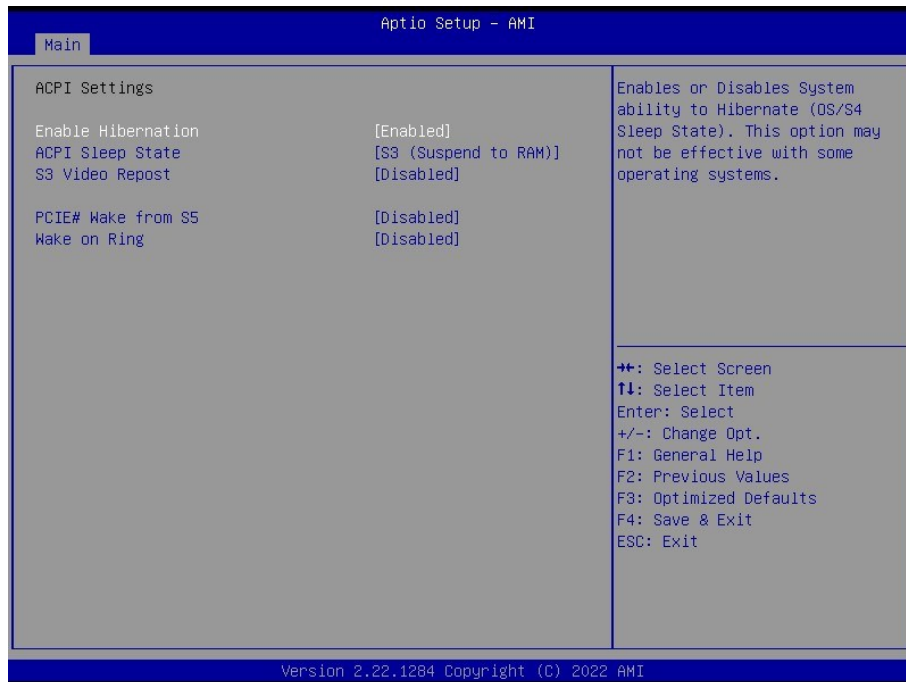 Aptio Setup – AMI
Main
ACPI Settings
Enable Hibernation [Enabled]
ACPI Sleep State [S3 (Suspend to RAM)]
S3 Video Repost [Disabled]
PCIE# Wake from S5 [Disabled]
Wake on Ring [Disabled]
Enables or Disables System
ability to Hibernate (OS/S4
Sleep State). This option may
not be effective with some
operating systems.
→←: Select Screen
↑↓: Select Item
Enter: Select
+/-: Change Opt.
F1: General Help
F2: Previous Values
F3: Optimized Defaults
F4: Save & Exit
ESC: Exit
Version 2.22.1284 Copyright (C) 2022 AMI